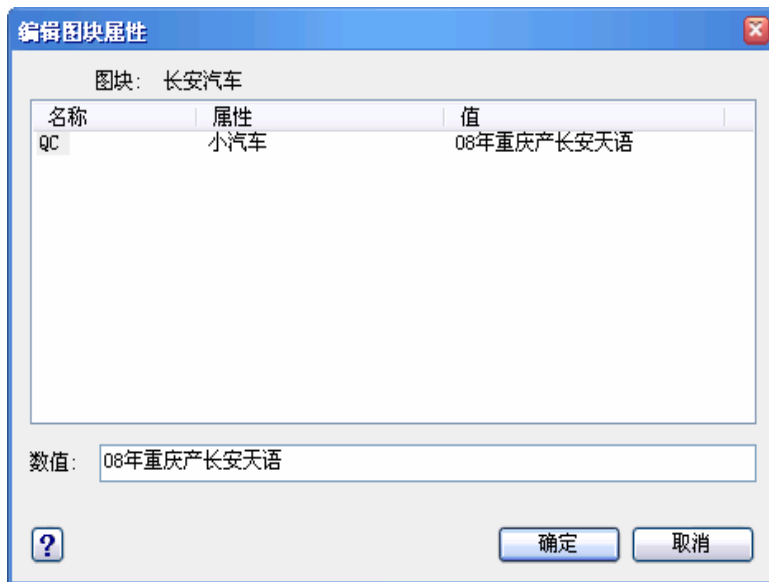 编辑图块属性
图块: 长安汽车
名称 属性 值
QC 小汽车 08年重庆产长安天语
数值: 08年重庆产长安天语
? 确定 取消